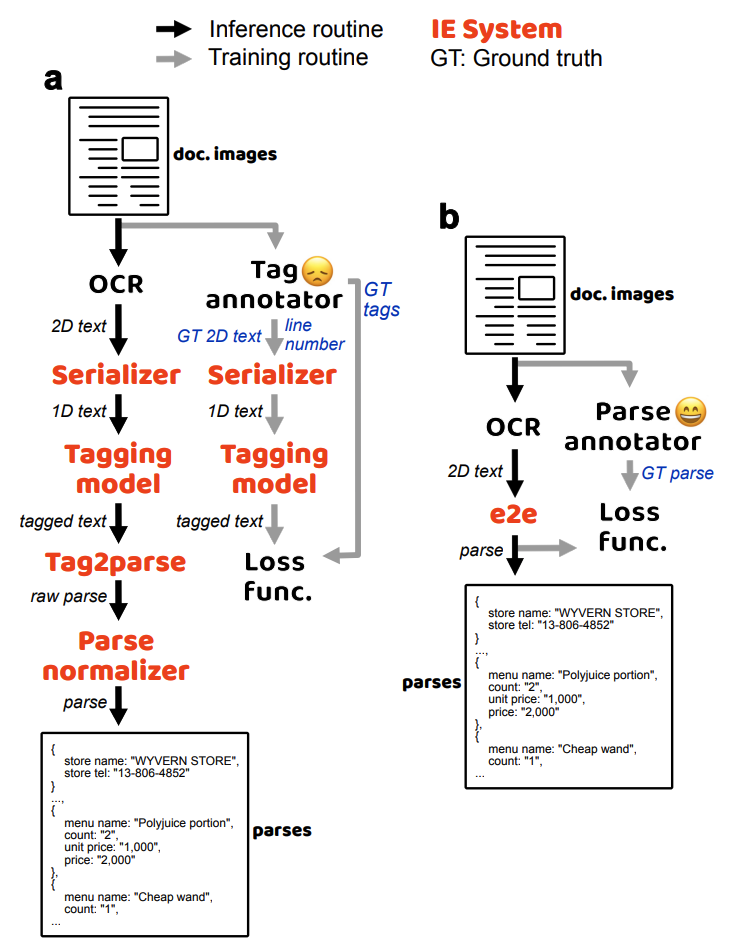 Inference routine
Training routine
IE System
GT: Ground truth
a
doc. images
OCR
Tag
annotator
GT
tags
2D text
GT 2D text
line
number
Serializer
Serializer
1D text
1D text
Tagging
model
Tagging
model
tagged text
tagged text
Tag2parse
Loss
func.
raw parse
Parse
normalizer
parse
{
store name: "WYVERN STORE",
store tel: "13-806-4852"
}
...,
{
menu name: "Polyjuice portion",
count: "2",
unit price: "1,000",
price: "2,000"
},
{
menu name: "Cheap wand",
count: "1",
...
parses
b
doc. images
OCR
Parse
annotator
2D text
GT parse
e2e
Loss
func.
parse
{
store name: "WYVERN STORE",
store tel: "13-806-4852"
}
...,
{
menu name: "Polyjuice portion",
count: "2",
unit price: "1,000",
price: "2,000"
},
{
menu name: "Cheap wand",
count: "1",
...
parses